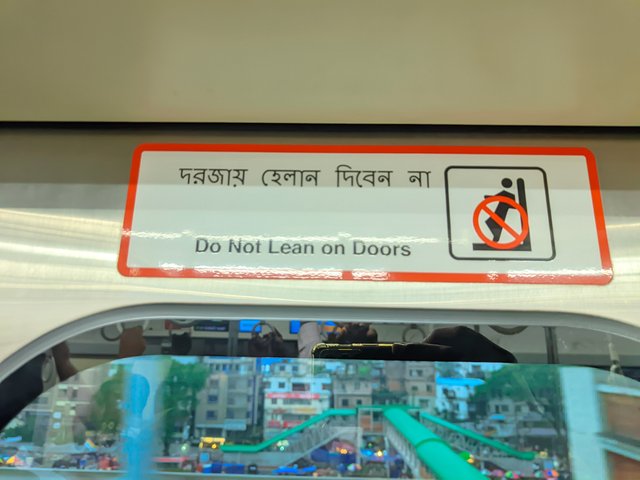 দরজায় হেলান দিবেন না
Do Not Lean on Doors